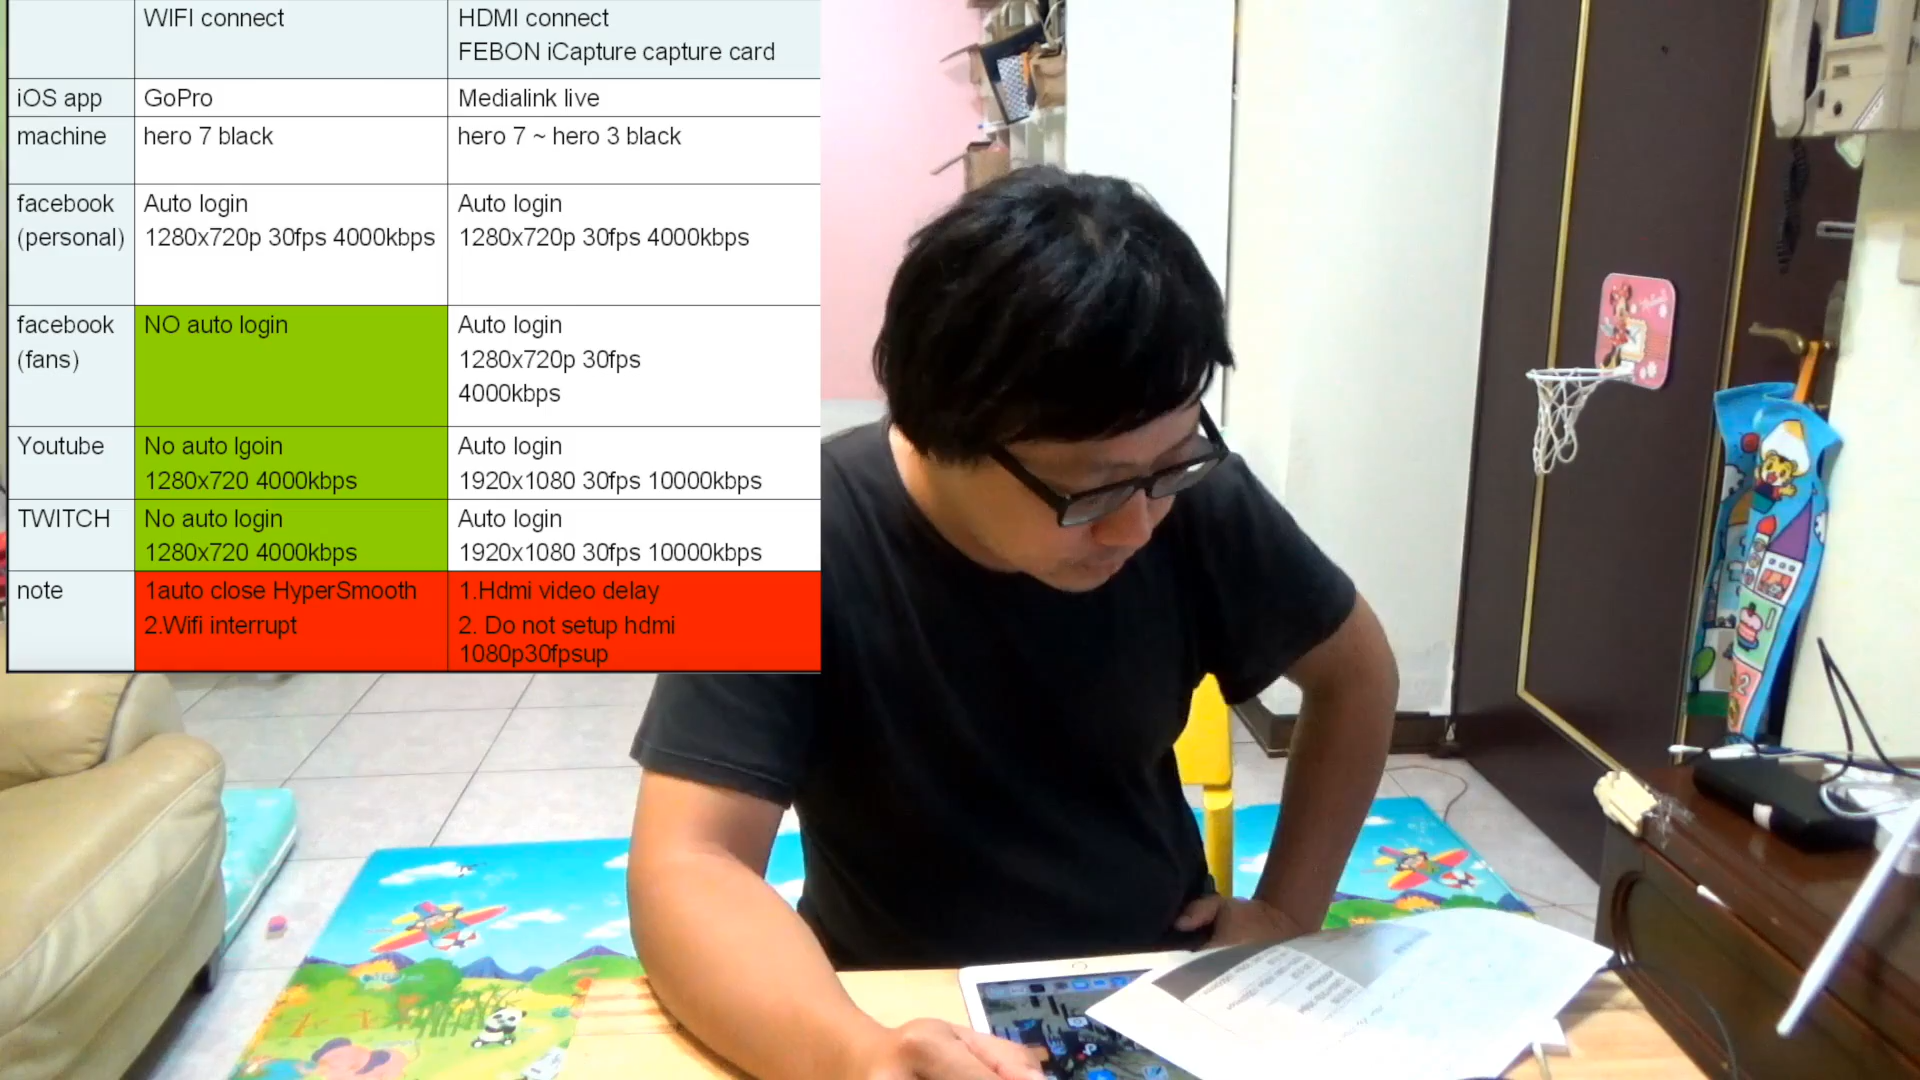 WIFI connect
HDMI connect
FEBON iCapture capture card
iOS app
GoPro
Medialink live
machine
hero 7 black
hero 7 ~ hero 3 black
facebook
(personal)
Auto login
1280x720p 30fps 4000kbps
Auto login
1280x720p 30fps 4000kbps
facebook
(fans)
NO auto login
Auto login
1280x720p 30fps
4000kbps
Youtube
No auto lgoin
1280x720 4000kbps
Auto login
1920x1080 30fps 10000kbps
TWITCH
No auto login
1280x720 4000kbps
Auto login
1920x1080 30fps 10000kbps
note
1auto close HyperSmooth
2.Wifi interrupt
1.Hdmi video delay
2. Do not setup hdmi
1080p30fpsup